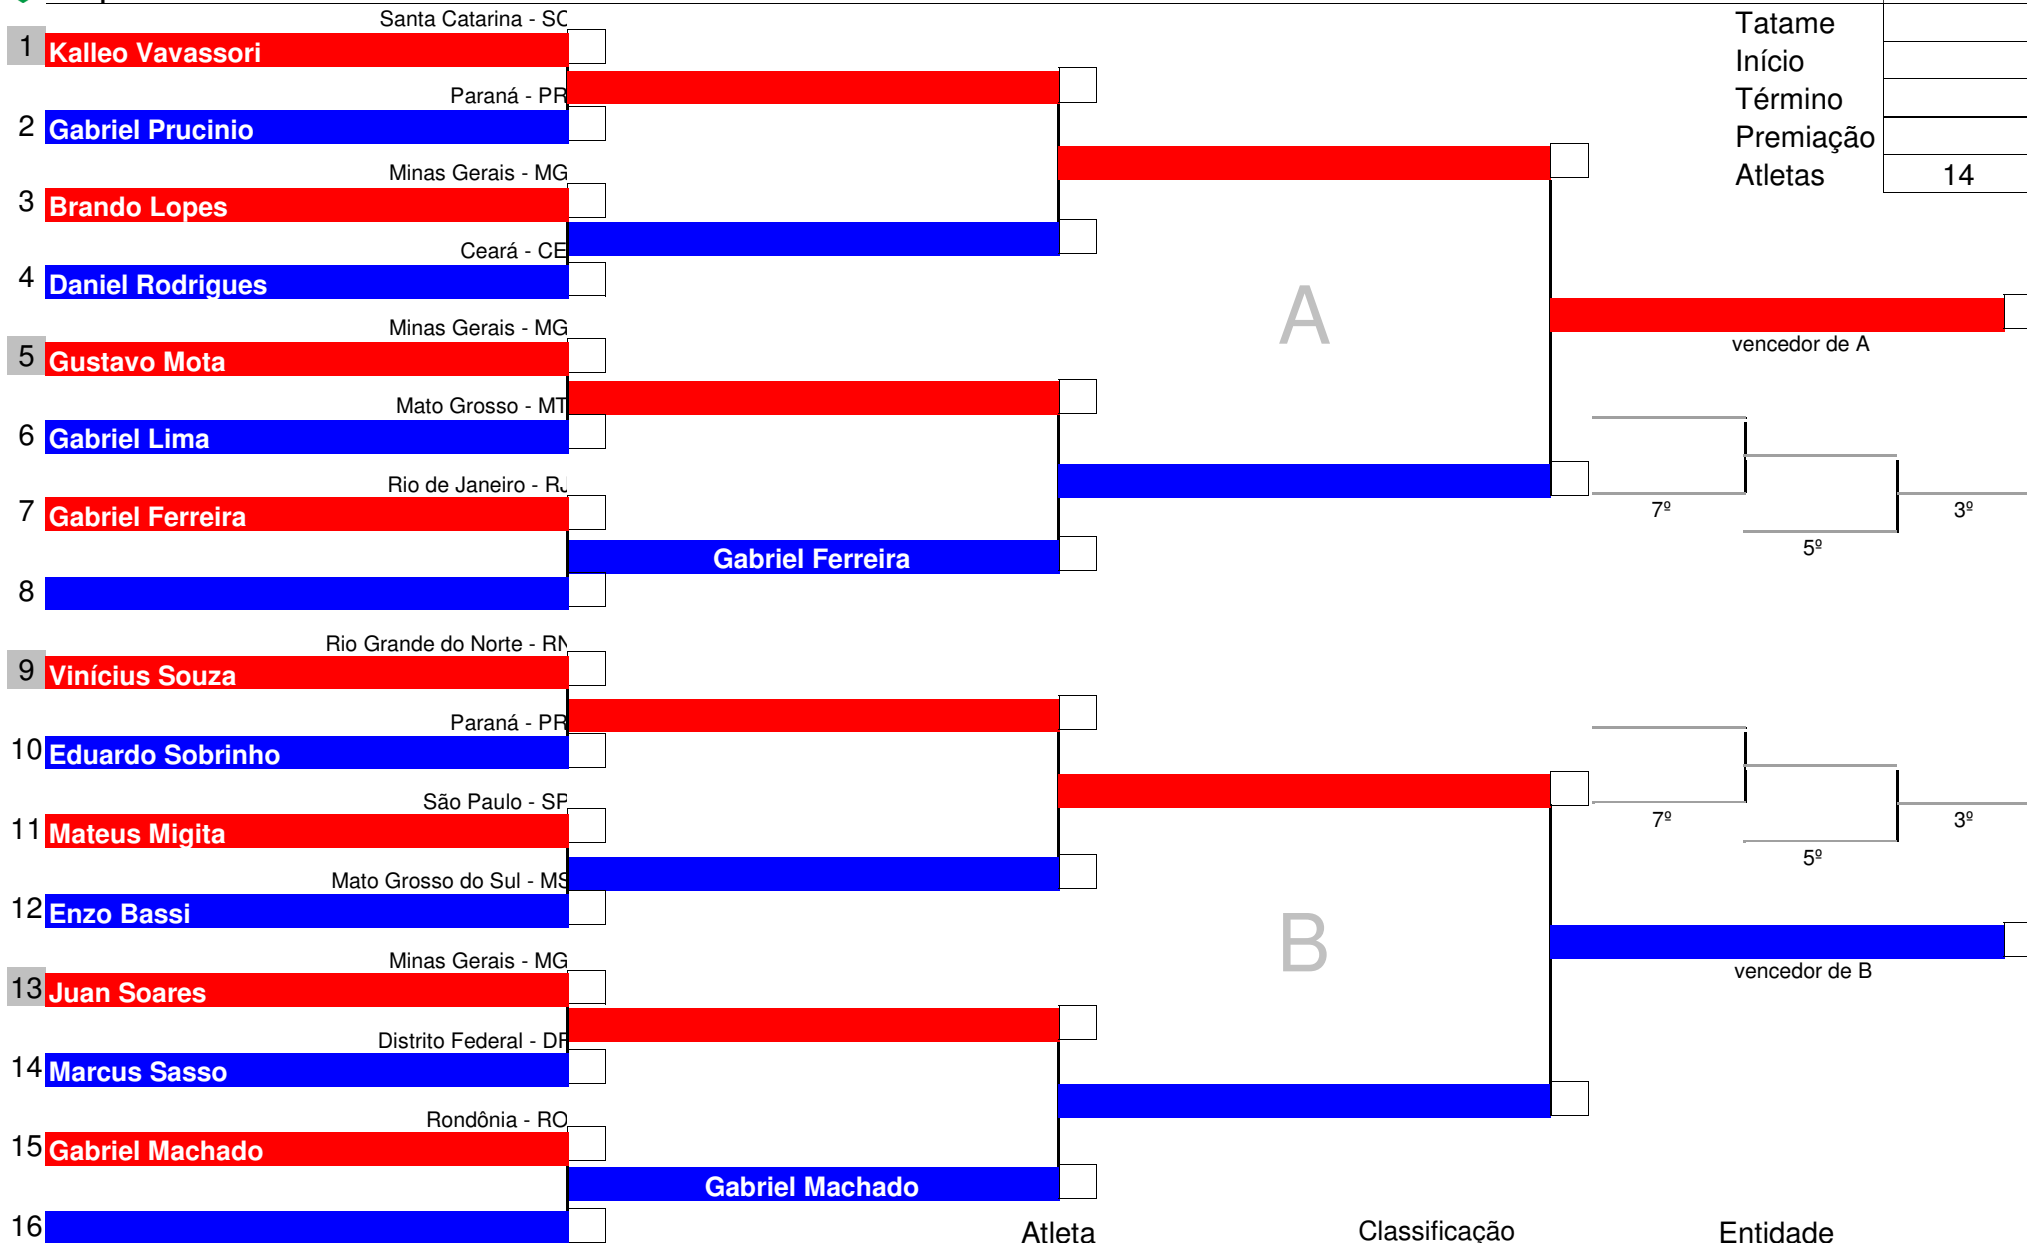 Santa Catarina - SC
1 Kalleo Vavassori
Paraná - PR
2 Gabriel Prucinio
Minas Gerais - MG
3 Brando Lopes
Ceará - CE
4 Daniel Rodrigues
Minas Gerais - MG
5 Gustavo Mota
Mato Grosso - MT
6 Gabriel Lima
Rio de Janeiro - RJ
7 Gabriel Ferreira
Gabriel Ferreira
8
Rio Grande do Norte - RN
9 Vinícius Souza
Paraná - PR
10 Eduardo Sobrinho
São Paulo - SP
11 Mateus Migita
Mato Grosso do Sul - MS
12 Enzo Bassi
Minas Gerais - MG
13 Juan Soares
Distrito Federal - DF
14 Marcus Sasso
Rondônia - RO
15 Gabriel Machado
Gabriel Machado
16
A
B
Tatame
Início
Término
Premiação
Atletas 14
vencedor de A
7º
3º
5º
7º
3º
5º
vencedor de B
Atleta Classificação Entidade